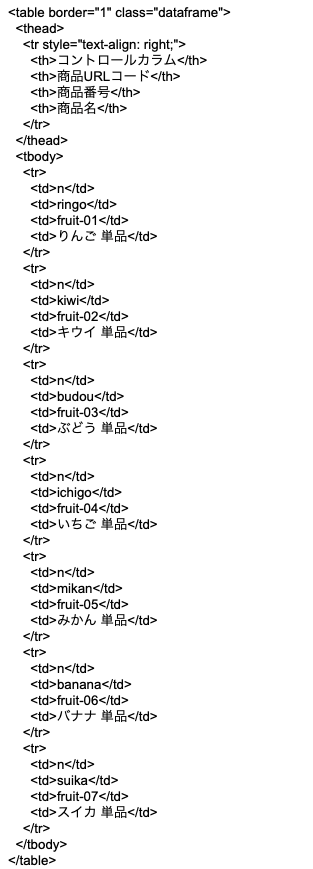 <table border="1" class="dataframe">
<thead>
<tr style="text-align: right;">
<th>コントロールカラム</th>
<th>商品URLコード</th>
<th>商品番号</th>
<th>商品名</th>
</tr>
</thead>
<tbody>
<tr>
<td>n</td>
<td>ringo</td>
<td>fruit-01</td>
<td>りんご 単品</td>
</tr>
<tr>
<td>n</td>
<td>kiwi</td>
<td>fruit-02</td>
<td>キウイ 単品</td>
</tr>
<tr>
<td>n</td>
<td>budou</td>
<td>fruit-03</td>
<td>ぶどう 単品</td>
</tr>
<tr>
<td>n</td>
<td>ichigo</td>
<td>fruit-04</td>
<td>いちご 単品</td>
</tr>
<tr>
<td>n</td>
<td>mikan</td>
<td>fruit-05</td>
<td>みかん 単品</td>
</tr>
<tr>
<td>n</td>
<td>banana</td>
<td>fruit-06</td>
<td>バナナ 単品</td>
</tr>
<tr>
<td>n</td>
<td>suika</td>
<td>fruit-07</td>
<td>スイカ 単品</td>
</tr>
</tbody>
</table>